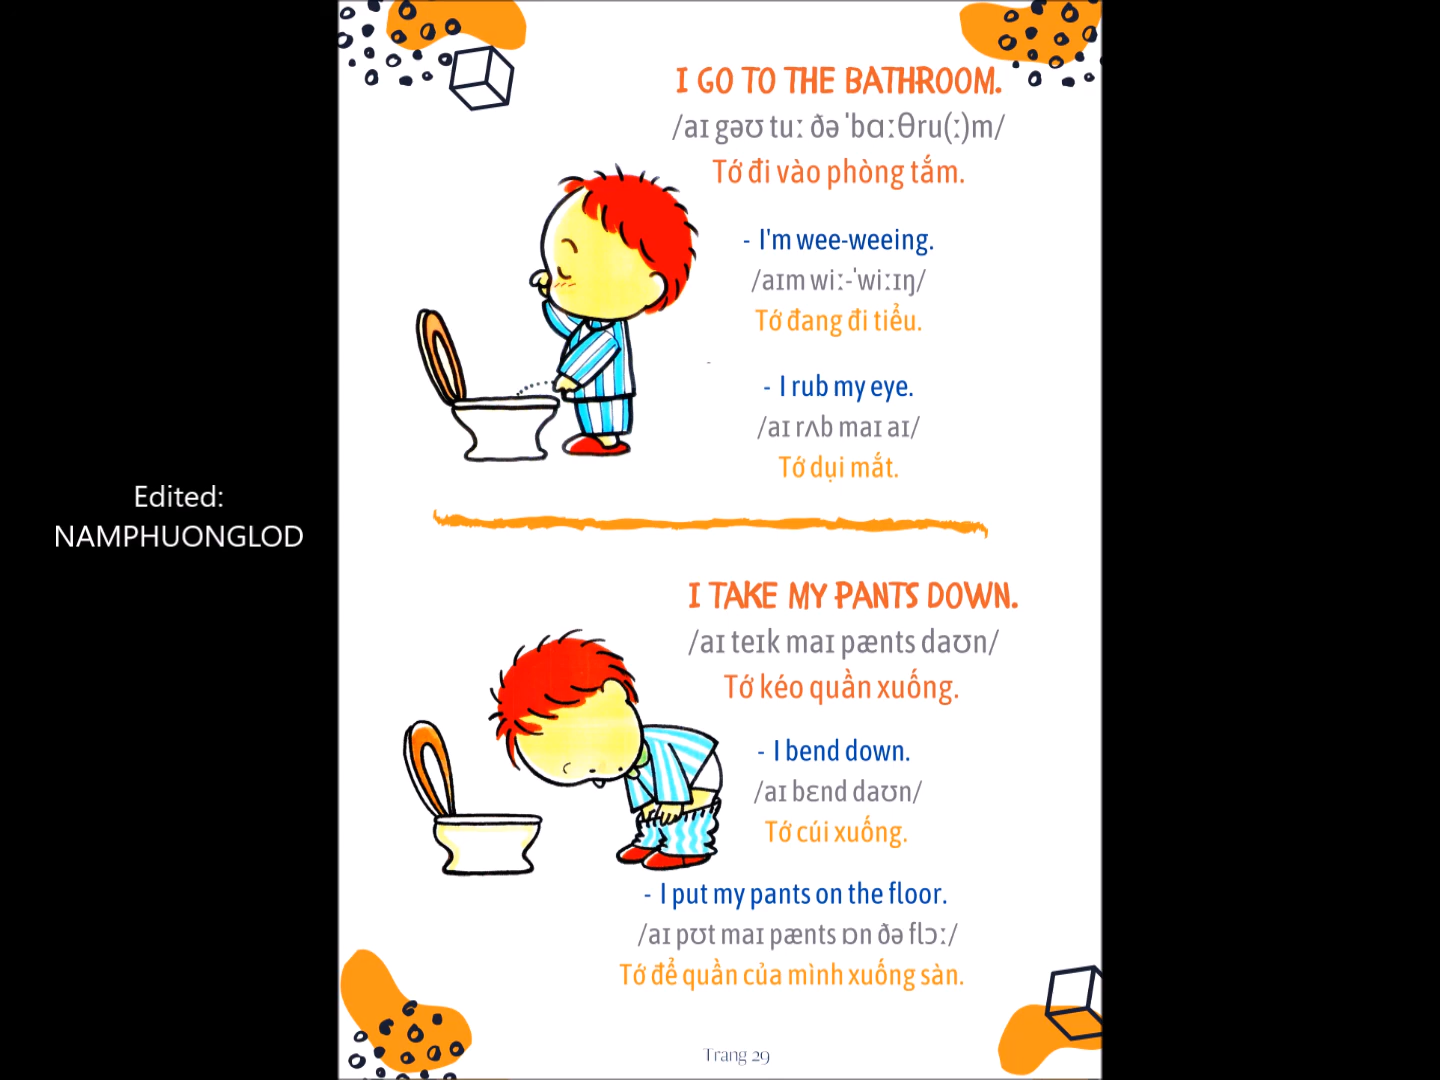 I GO TO THE BATHROOM.
/aɪ gəʊ tuː ðə ˈbɑːθru(ː)m/
Tớ đi vào phòng tắm.
- I'm wee-weeing.
/aɪm wiː-ˈwiːɪŋ/
Tớ đang đi tiểu.
- I rub my eye.
/aɪ rʌb maɪ aɪ/
Tớ dụi mắt.
Edited:
NAMPHUONGLOD
I TAKE MY PANTS DOWN.
/aɪ teɪk maɪ pænts daʊn/
Tớ kéo quần xuống.
- I bend down.
/aɪ bɛnd daʊn/
Tớ cúi xuống.
- I put my pants on the floor.
/aɪ pʊt maɪ pænts ɒn ðə flɔː/
Tớ để quần của mình xuống sàn.
Trang 29